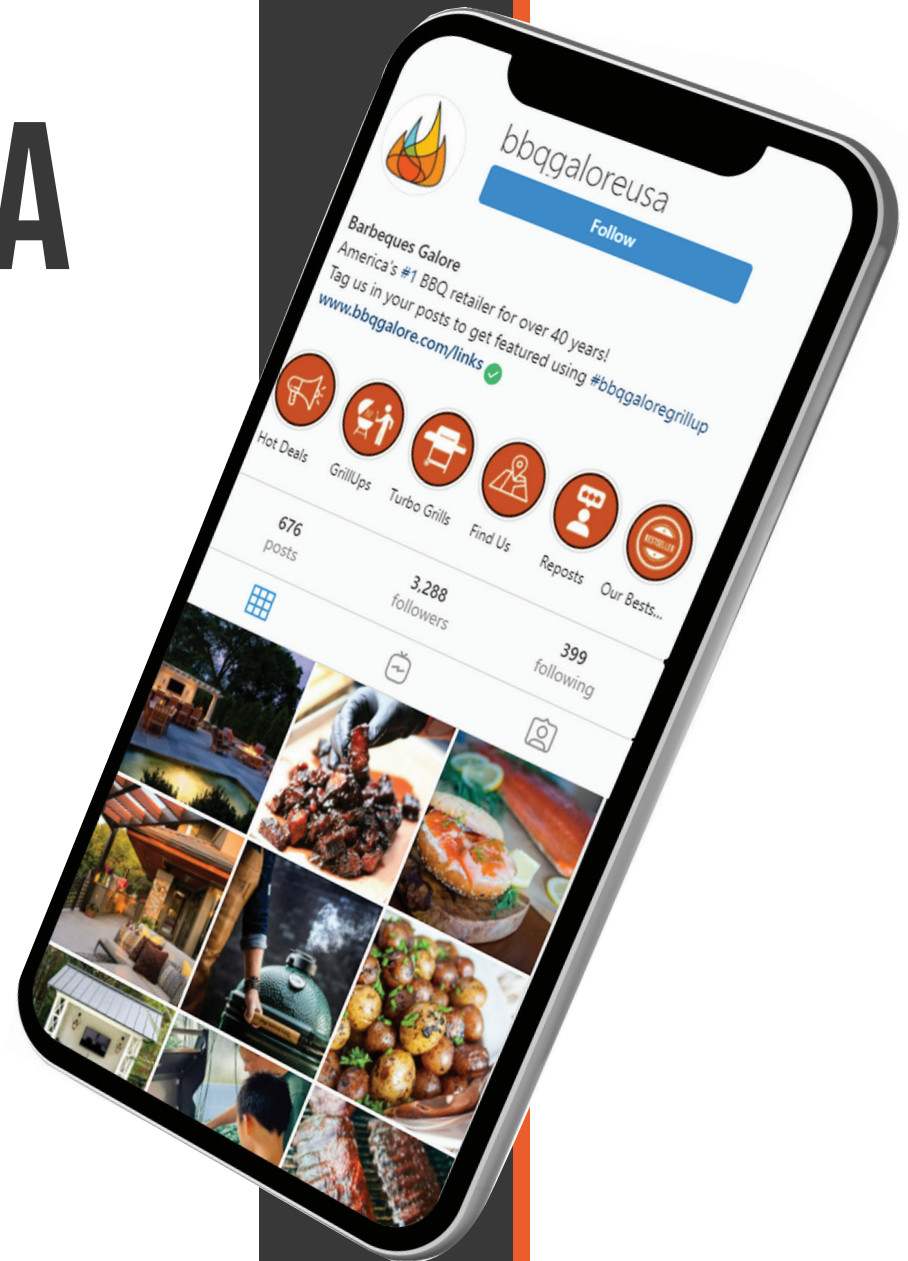 A
bbqgaloreusa
Follow
Barbeques Galore
America's #1 BBQ retailer for over 40 years!
Tag us in your posts to get featured using #bbqgaloregrillup
www.bbqgalore.com/links
Hot Deals
GrillUps
Turbo Grills
Find Us
Reposts
BESTSELLER
Our Bests...
676
posts
3,288
followers
399
following